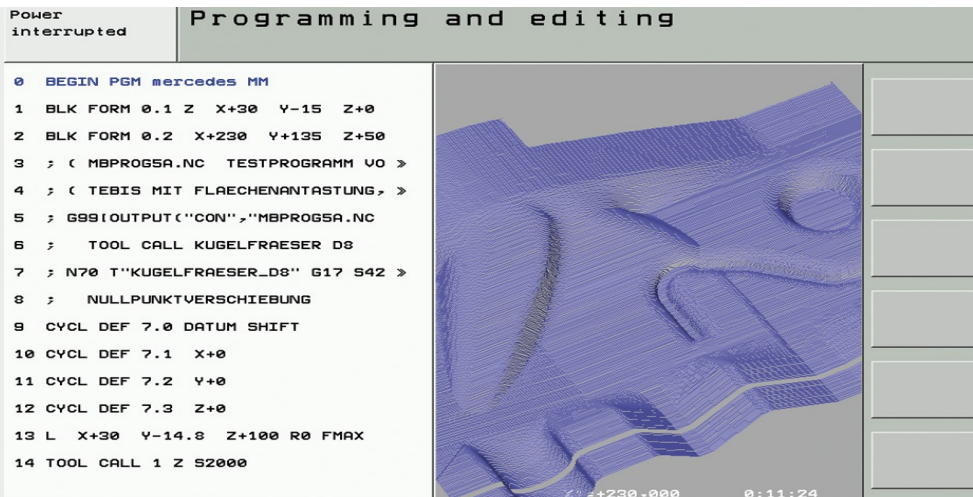 Power
interrupted
Programming and editing
0 BEGIN PGM mercedes MM
1 BLK FORM 0.1 Z X+30 Y-15 Z+0
2 BLK FORM 0.2 X+230 Y+135 Z+50
3 ; ( MBPROG5A.NC TESTPROGRAMM VO »
4 ; ( TEBIS MIT FLAECHENANTASTUNG, »
5 ; G99[OUTPUT("CON","MBPROG5A.NC
6 ; TOOL CALL KUGELFRAESER D8
7 ; N70 T"KUGELFRAESER_D8" G17 S42 »
8 ; NULLPUNKTVERSCHIEBUNG
9 CYCL DEF 7.0 DATUM SHIFT
10 CYCL DEF 7.1 X+0
11 CYCL DEF 7.2 Y+0
12 CYCL DEF 7.3 Z+0
13 L X+30 Y-14.8 Z+100 R0 FMAX
14 TOOL CALL 1 Z S2000
+230.000 0:11:24